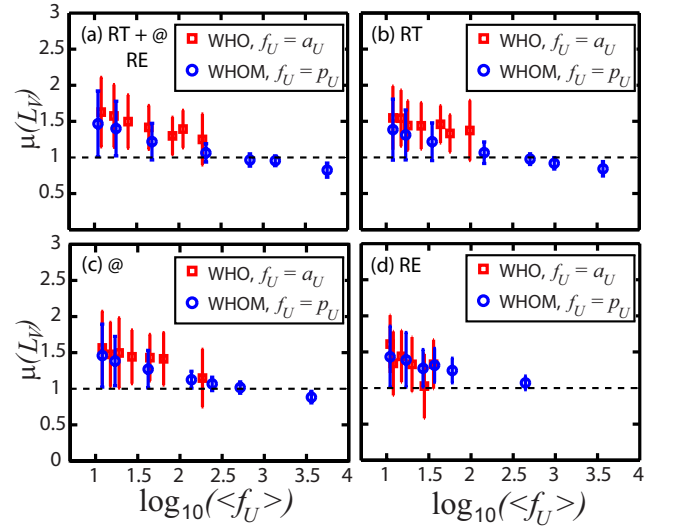 3
2.5
2
1.5
1
0.5
μ(L_V)
(a) RT + @
RE
WHO, f_U = a_U
WHOM, f_U = p_U
(b) RT
WHO, f_U = a_U
WHOM, f_U = p_U
3
2.5
2
1.5
1
0.5
0
μ(L_V)
(c) @
WHO, f_U = a_U
WHOM, f_U = p_U
(d) RE
WHO, f_U = a_U
WHOM, f_U = p_U
1 1.5 2 2.5 3 3.5 4
1 1.5 2 2.5 3 3.5 4
log10(<f_U>)
log10(<f_U>)